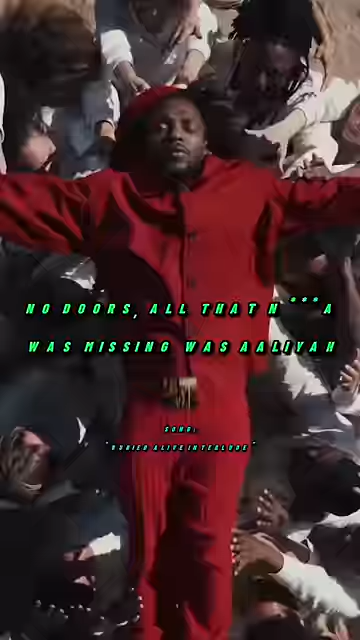 NO DOORS, ALL THAT N***A
WAS MISSING WAS AALIYAH
SONG:
"BURIED ALIVE INTERLUDE"